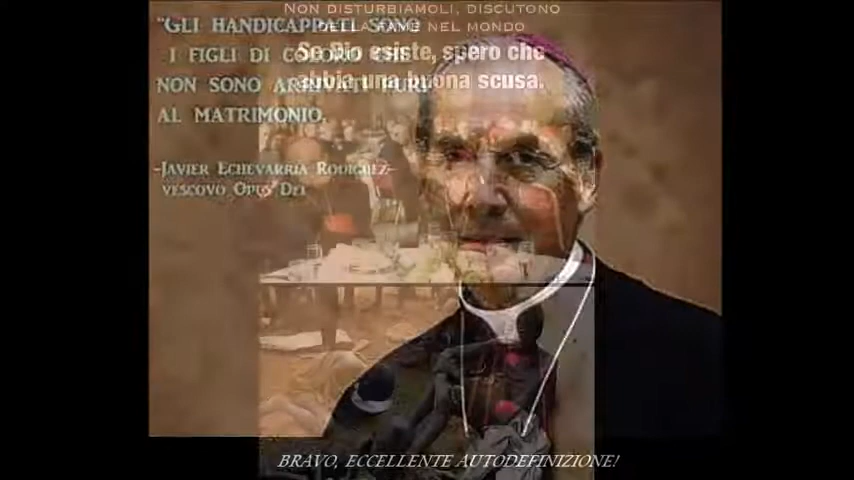 NON DISTURBIAMOLI, DISCUTONO
DELLA FAME NEL MONDO
Se Dio esiste, spero che
abbia una buona scusa.
"GLI HANDICAPPATI SONO
I FIGLI DI COLORO CHE
NON SONO ARRIVATI PURI
AL MATRIMONIO.
-JAVIER ECHEVARRIA RODIGUEZ-
VESCOVO OPUS DEI
BRAVO, ECCELLENTE AUTODEFINIZIONE!